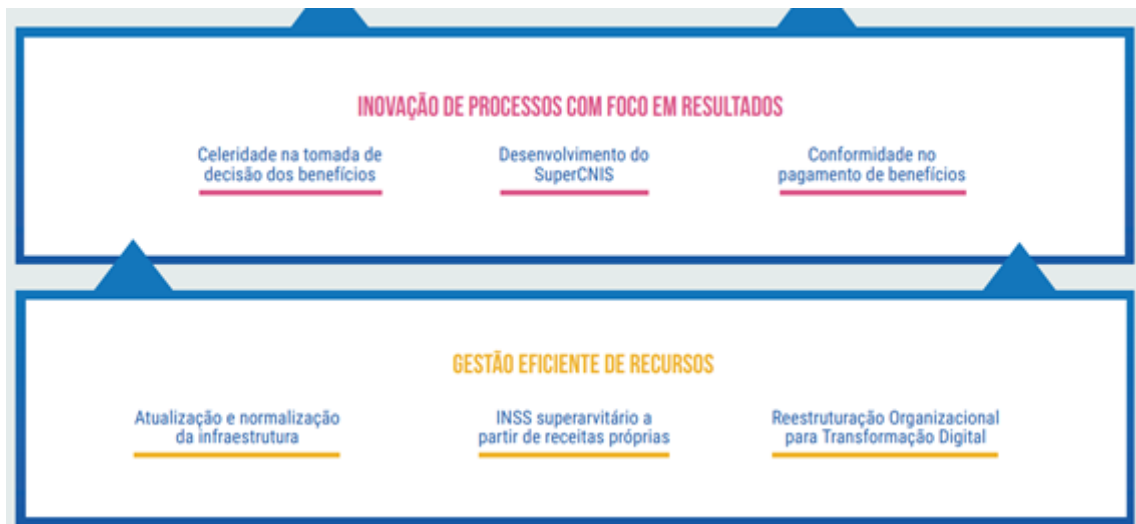 INOVAÇÃO DE PROCESSOS COM FOCO EM RESULTADOS
Celeridade na tomada de
decisão dos benefícios
Desenvolvimento do
SuperCNIS
Conformidade no
pagamento de benefícios
GESTÃO EFICIENTE DE RECURSOS
Atualização e normalização
da infraestrutura
INSS superarvitário a
partir de receitas próprias
Reestruturação Organizacional
para Transformação Digital